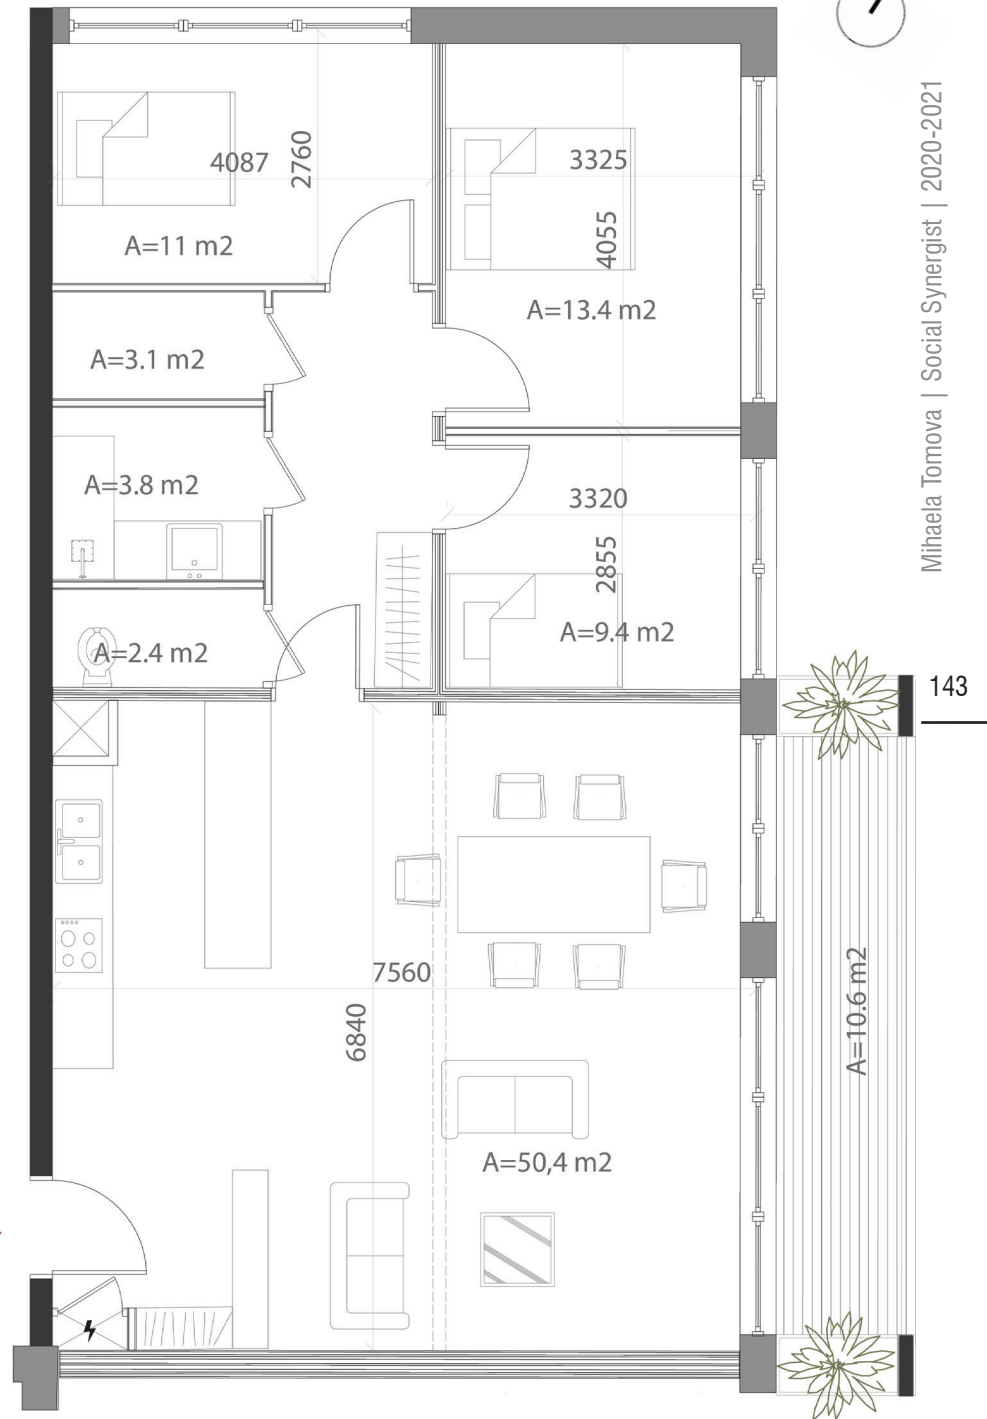 4087
2760
A=11 m2
3325
4055
A=13.4 m2
A=3.1 m2
A=3.8 m2
3320
2855
A=9.4 m2
A=2.4 m2
7560
6840
A=50,4 m2
A=10.6 m2
Mihaela Tomova | Social Synergist | 2020-2021
143